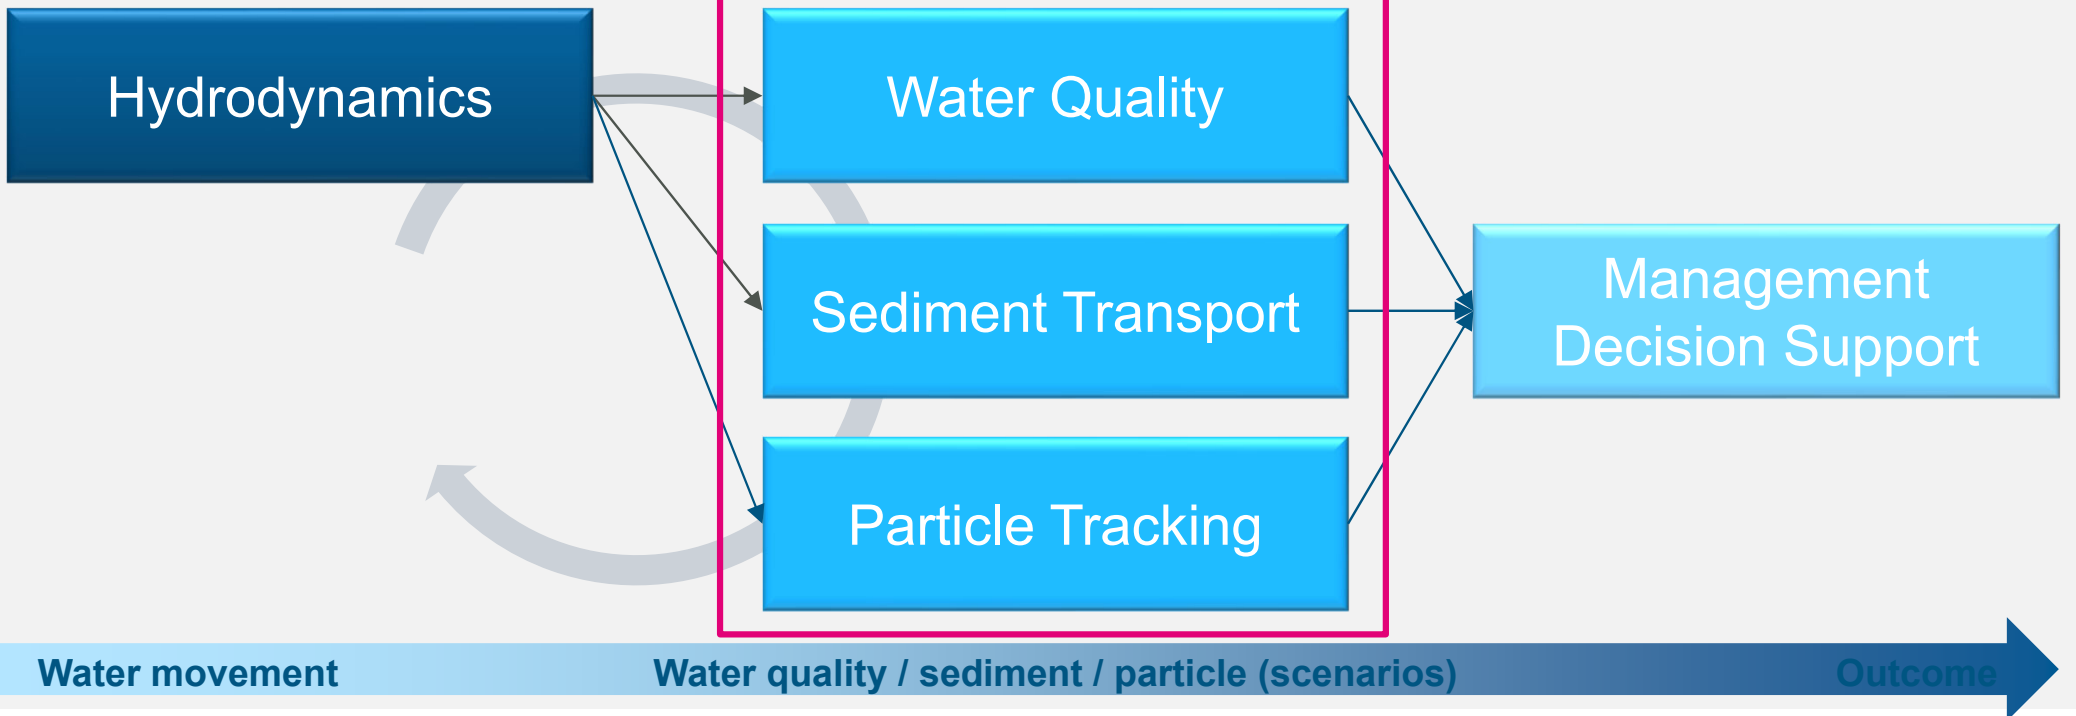 Hydrodynamics
Water Quality
Sediment Transport
Particle Tracking
Management
Decision Support
Water movement
Water quality / sediment / particle (scenarios)
Outcome